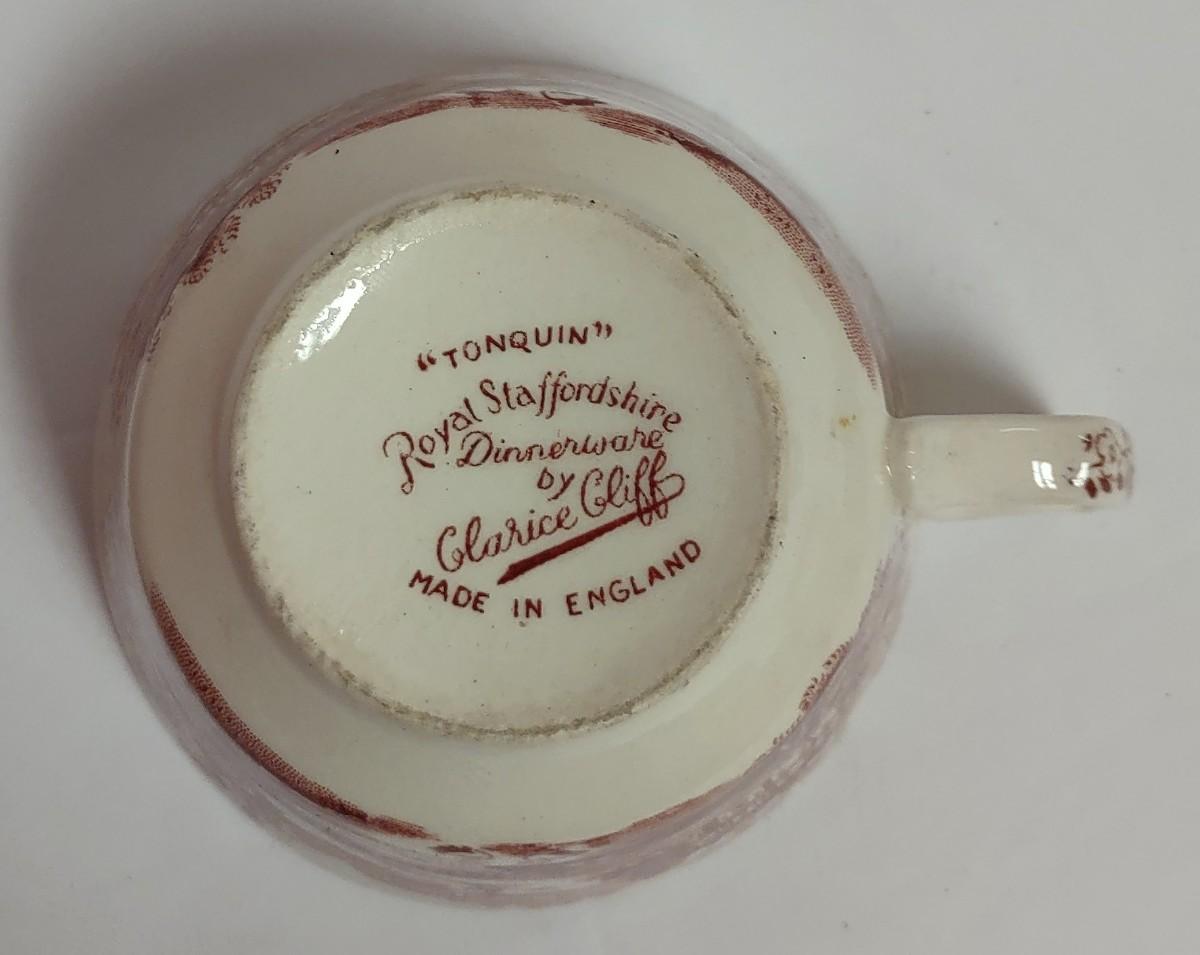 “TONQUIN”
Royal Staffordshire
Dinnerware
by
Clarice Cliff
MADE IN ENGLAND